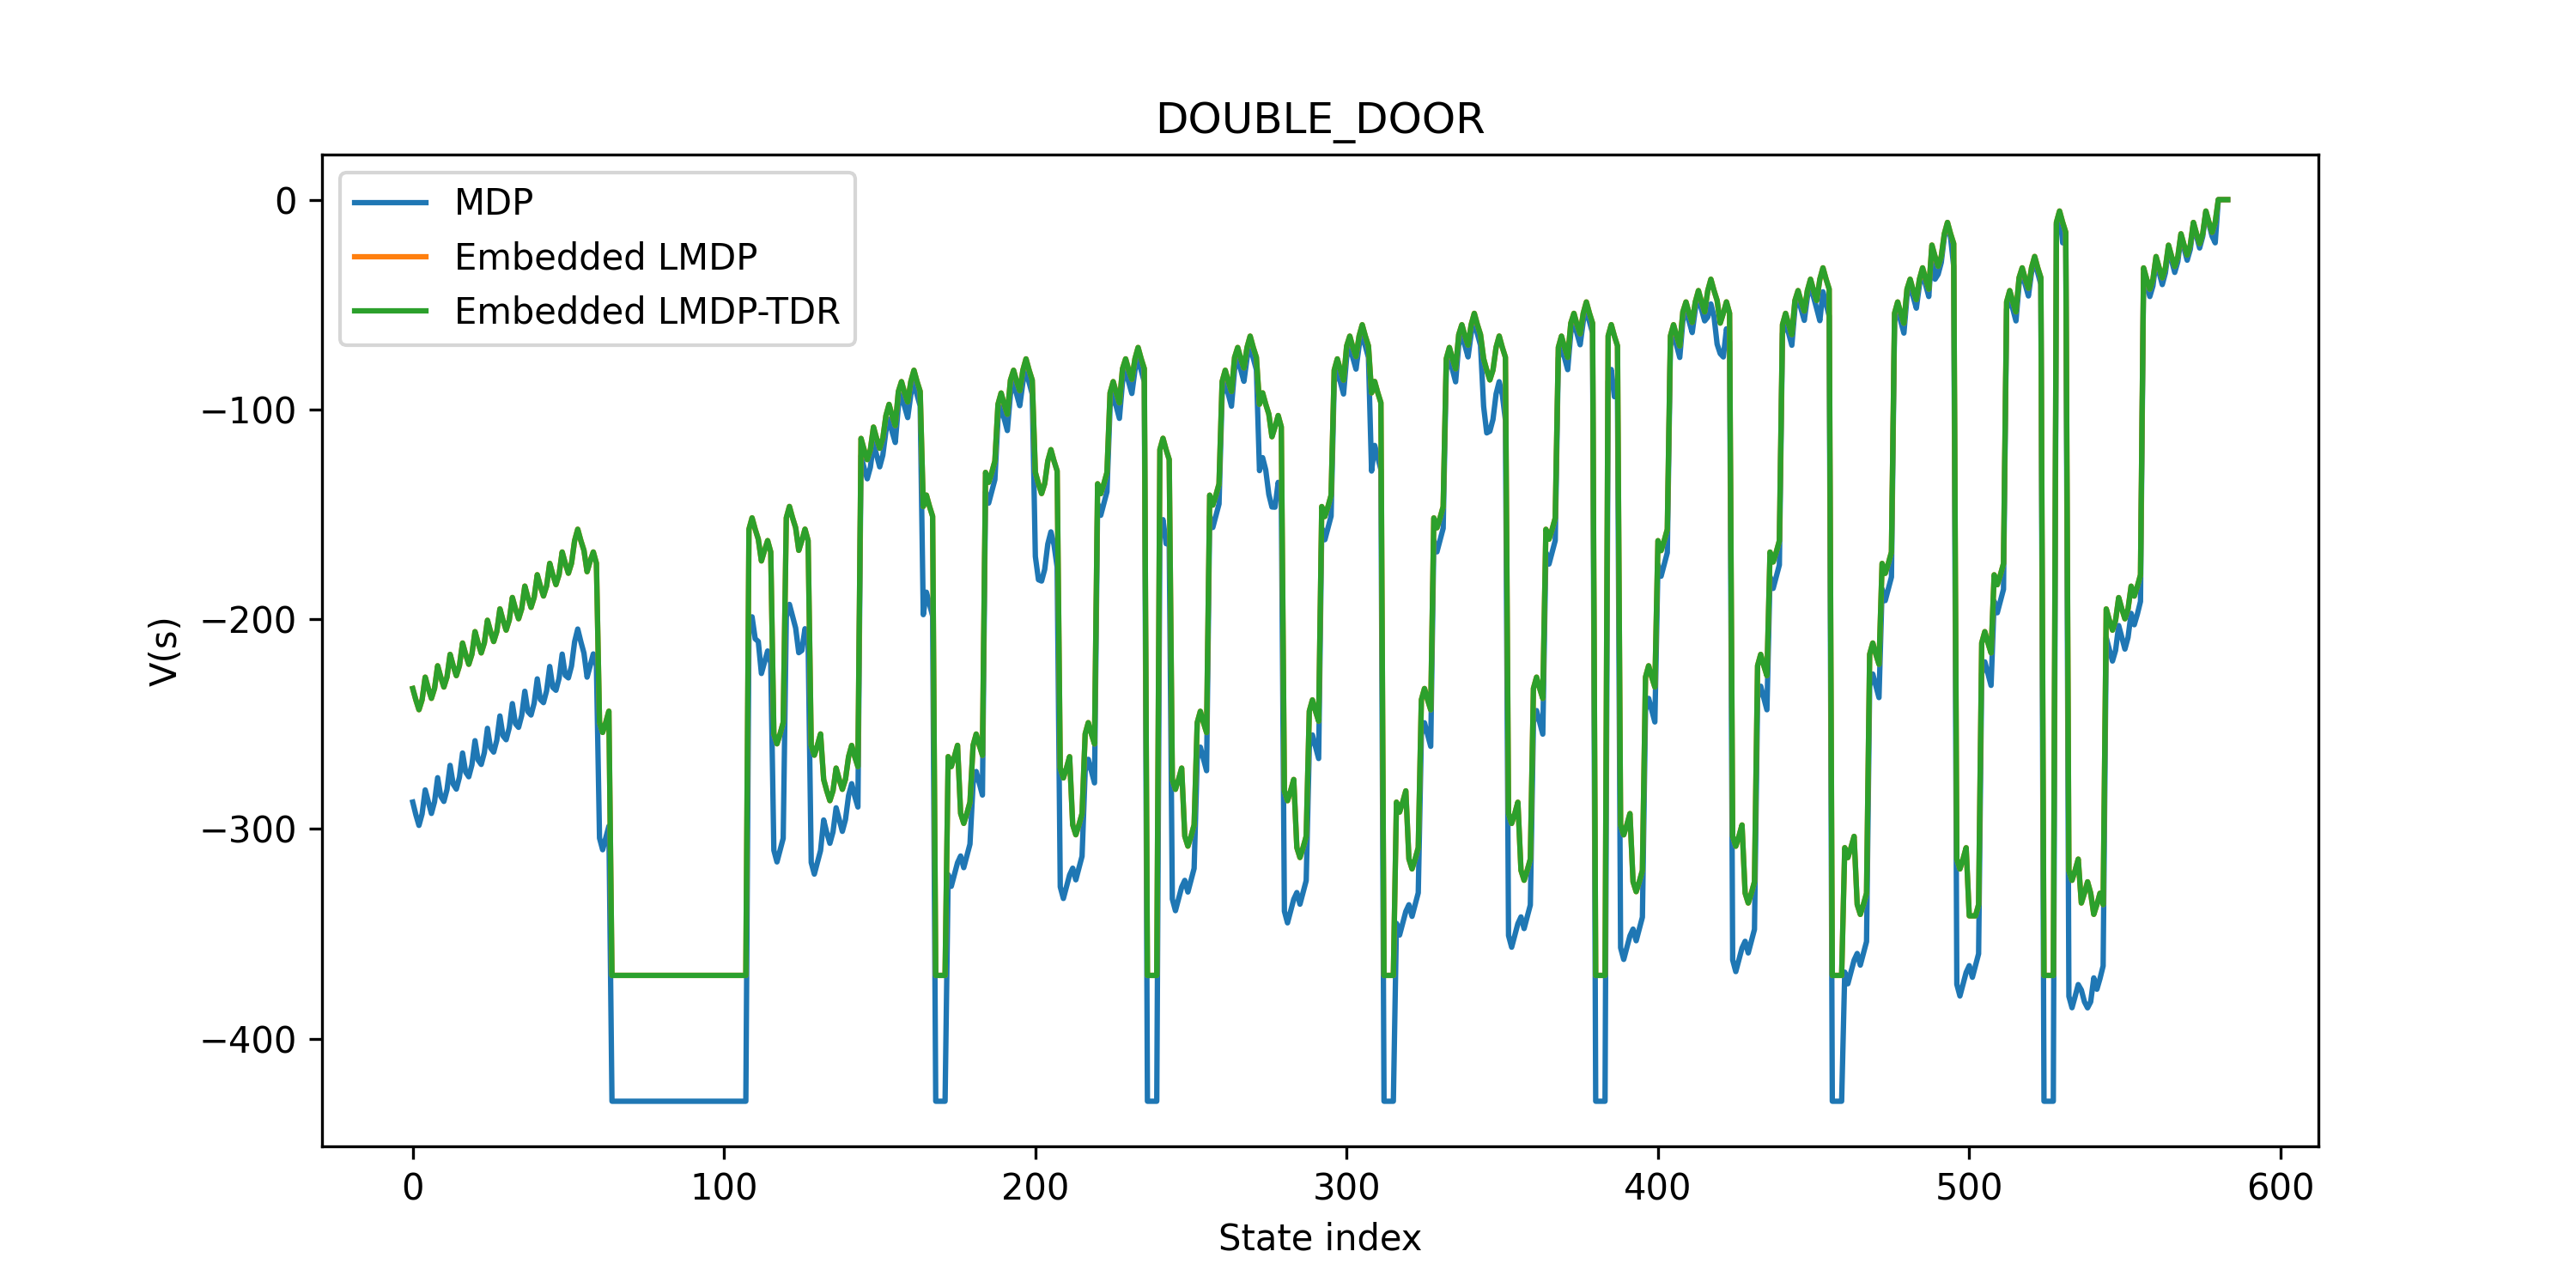 DOUBLE_DOOR
MDP
Embedded LMDP
Embedded LMDP-TDR
V(s)
0
−100
−200
−300
−400
0 100 200 300 400 500 600
State index